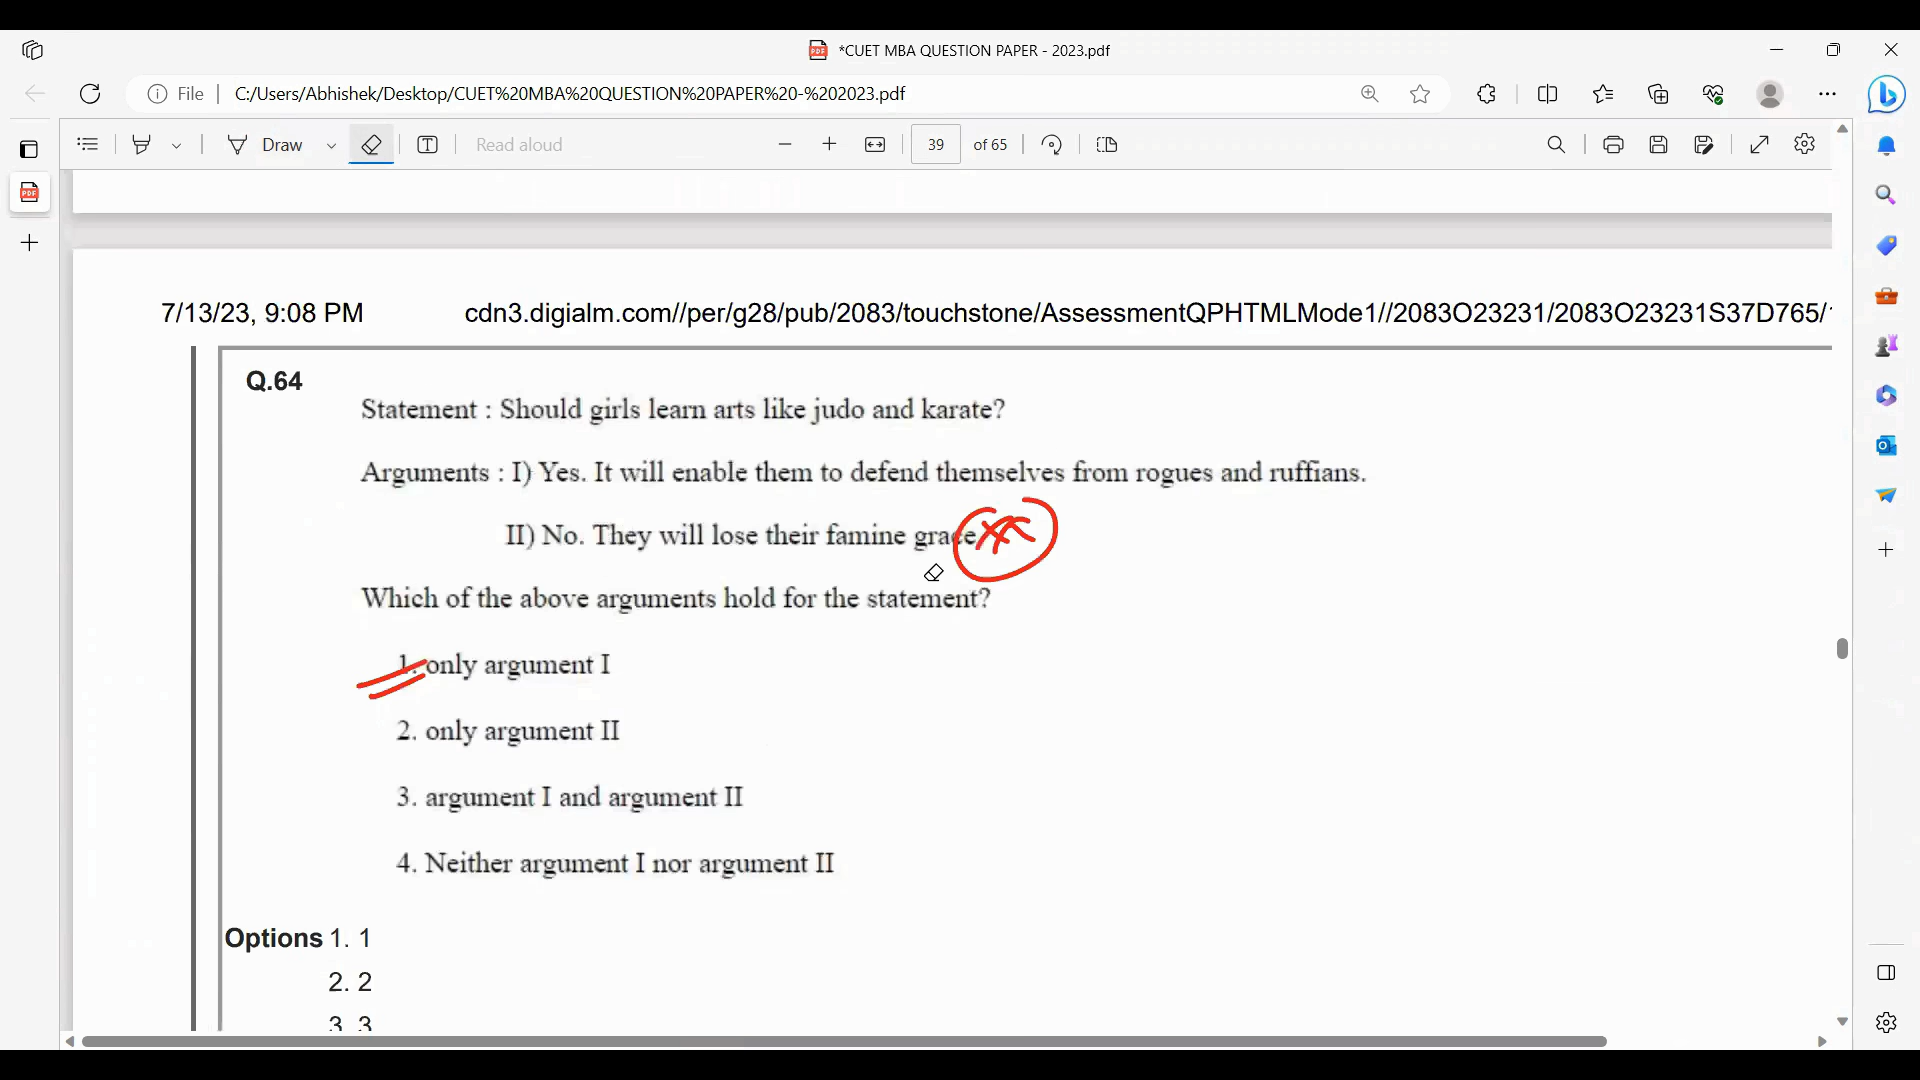 *CUET MBA QUESTION PAPER - 2023.pdf
File C:/Users/Abhishek/Desktop/CUET%20MBA%20QUESTION%20PAPER%20-%202023.pdf
Draw Read aloud 39 of 65
7/13/23, 9:08 PM cdn3.digialm.com//per/g28/pub/2083/touchstone/AssessmentQPHTMLMode1//2083O23231/2083O23231S37D765/
Q.64
Statement : Should girls learn arts like judo and karate?
Arguments : I) Yes. It will enable them to defend themselves from rogues and ruffians.
II) No. They will lose their famine grace
Which of the above arguments hold for the statement?
1. only argument I
2. only argument II
3. argument I and argument II
4. Neither argument I nor argument II
Options 1. 1
2. 2
3. 3